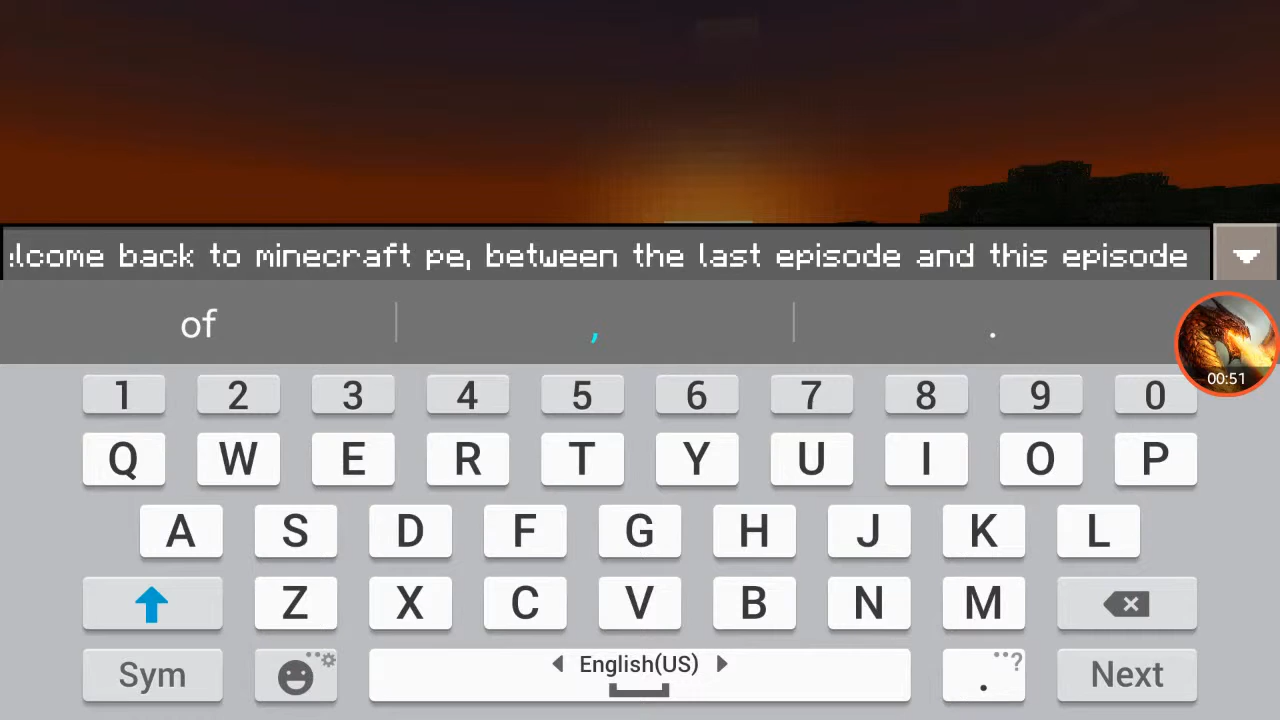 lcome back to minecraft pe, between the last episode and this episode
of , .
00:51
1 2 3 4 5 6 7 8 9 0
Q W E R T Y U I O P
A S D F G H J K L
Z X C V B N M
Sym English(US) . ? Next